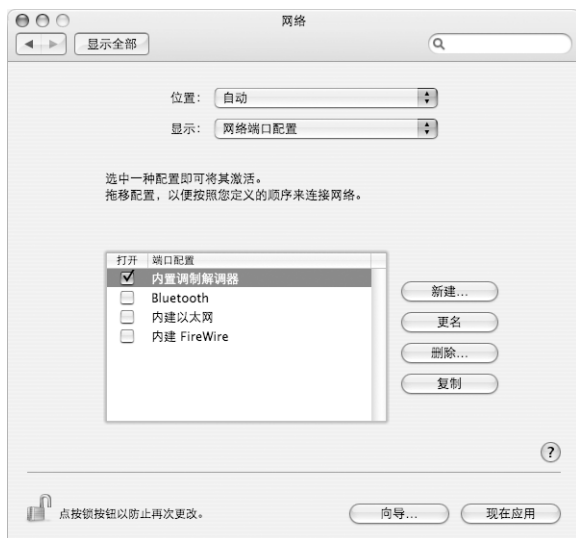 网络
显示全部
位置： 自动
显示： 网络端口配置
选中一种配置即可将其激活。
拖移配置，以便按照您定义的顺序来连接网络。
打开 端口配置
内置调制解调器
Bluetooth
内建以太网
内建 FireWire
新建...
更名
删除...
复制
?
点按锁按钮以防止再次更改。
向导...
现在应用